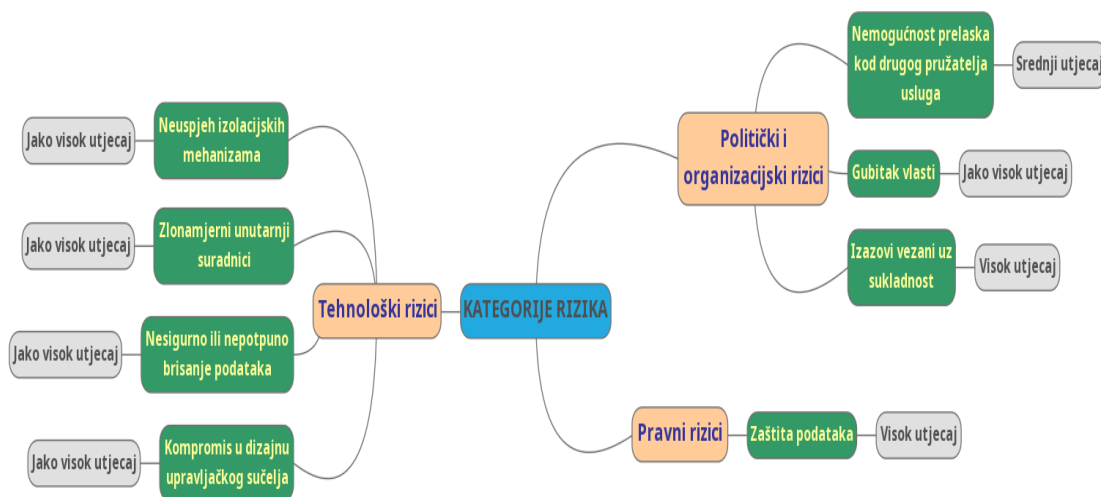 KATEGORIJE RIZIKA
Tehnološki rizici
Neuspjeh izolacijskih
mehanizama
Jako visok utjecaj
Zlonamjerni unutarnji
suradnici
Jako visok utjecaj
Nesigurno ili nepotpuno
brisanje podataka
Jako visok utjecaj
Kompromis u dizajnu
upravljačkog sučelja
Jako visok utjecaj
Politički i
organizacijski rizici
Nemogućnost prelaska
kod drugog pružatelja
usluga
Srednji utjecaj
Gubitak vlasti
Jako visok utjecaj
Izazovi vezani uz
sukladnost
Visok utjecaj
Pravni rizici
Zaštita podataka
Visok utjecaj